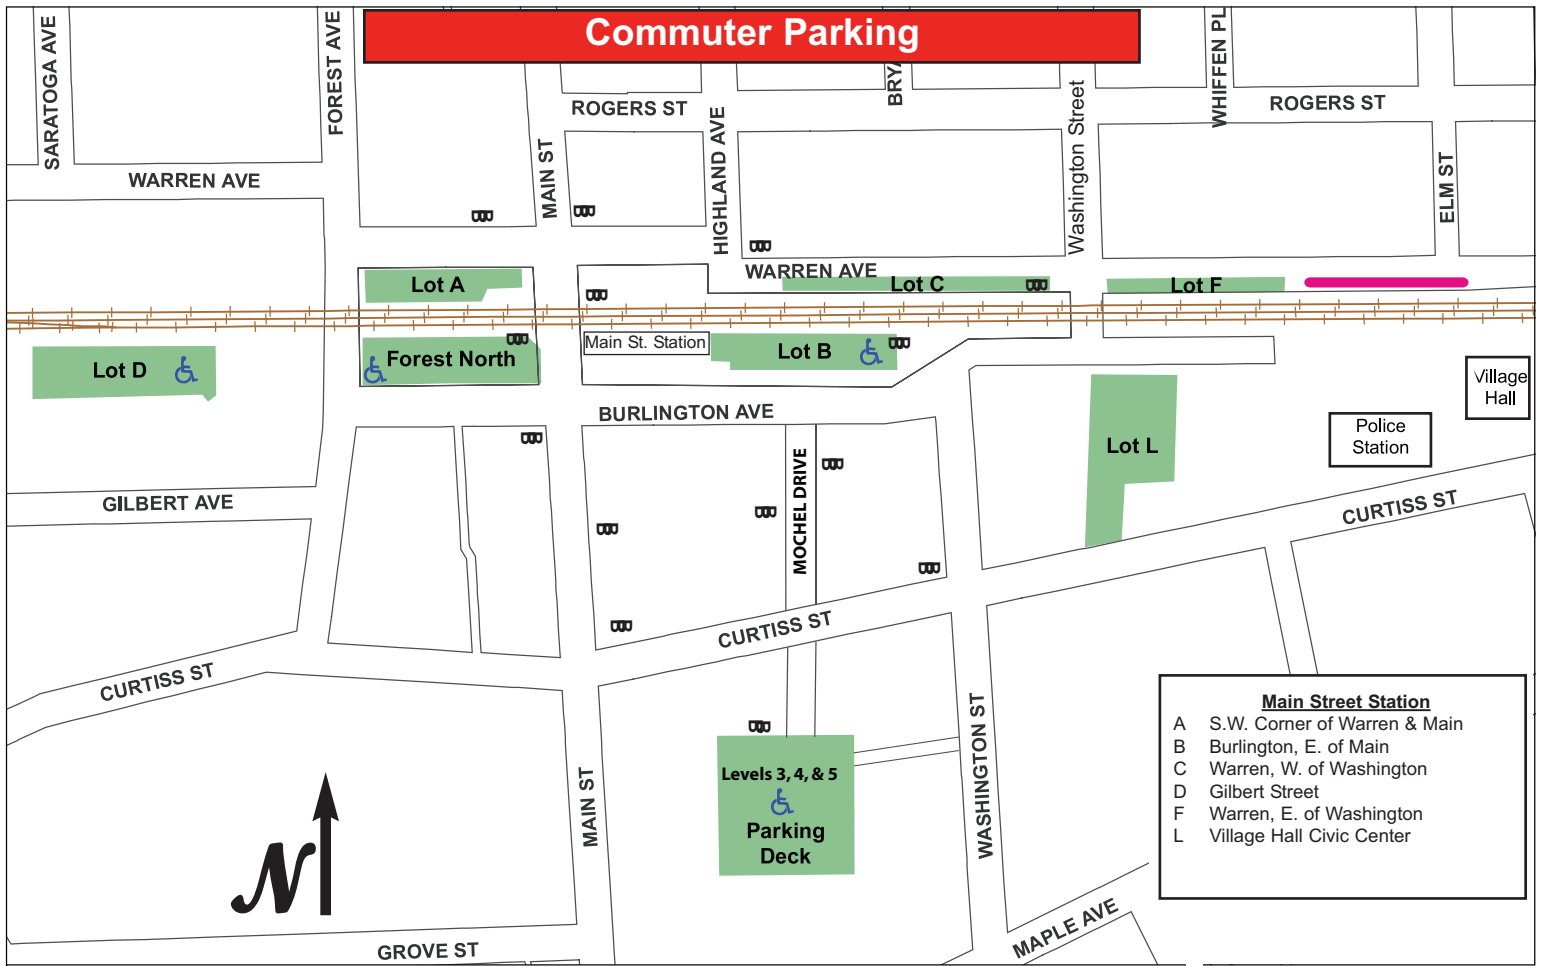 Commuter Parking
SARATOGA AVE
FOREST AVE
MAIN ST
ROGERS ST
HIGHLAND AVE
BRYA
Washington Street
WHIFFEN PL
ROGERS ST
ELM ST
WARREN AVE
WARREN AVE
Lot A
Lot C
Lot F
Main St. Station
Lot B
Forest North
Lot D
Village
Hall
Police
Station
BURLINGTON AVE
Lot L
MOCHEL DRIVE
GILBERT AVE
CURTISS ST
CURTISS ST
CURTISS ST
MAIN ST
WASHINGTON ST
Levels 3, 4, & 5
Parking
Deck
N
GROVE ST
MAPLE AVE
Main Street Station
A S.W. Corner of Warren & Main
B Burlington, E. of Main
C Warren, W. of Washington
D Gilbert Street
F Warren, E. of Washington
L Village Hall Civic Center